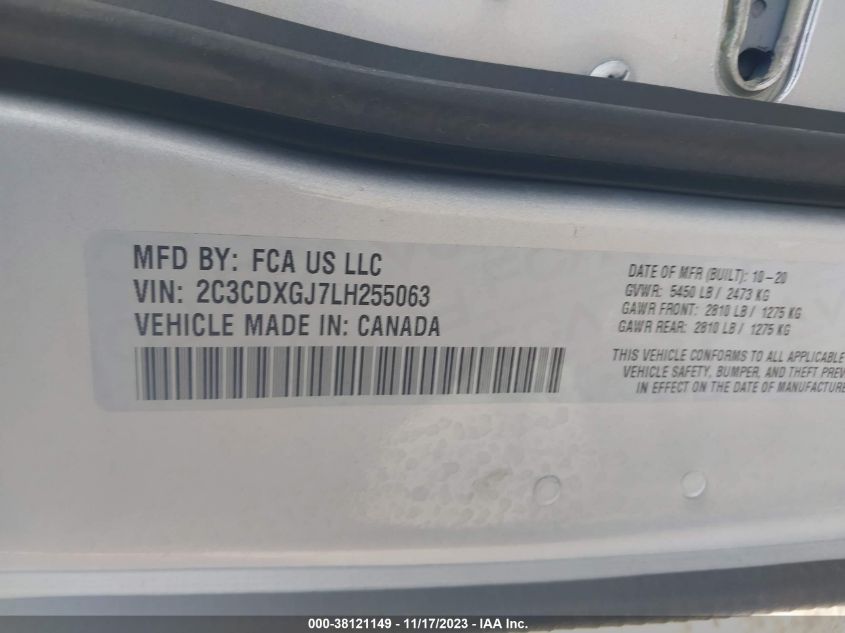 MFD BY: FCA US LLC
VIN: 2C3CDXGJ7LH255063
VEHICLE MADE IN: CANADA
DATE OF MFR (BUILT): 10-20
GVWR: 5450 LB / 2473 KG
GAWR FRONT: 2810 LB / 1275 KG
GAWR REAR: 2810 LB / 1275 KG
THIS VEHICLE CONFORMS TO ALL APPLICABLE
VEHICLE SAFETY, BUMPER, AND THEFT PREV
IN EFFECT ON THE DATE OF MANUFACTURE
000-38121149 - 11/17/2023 - IAA Inc.